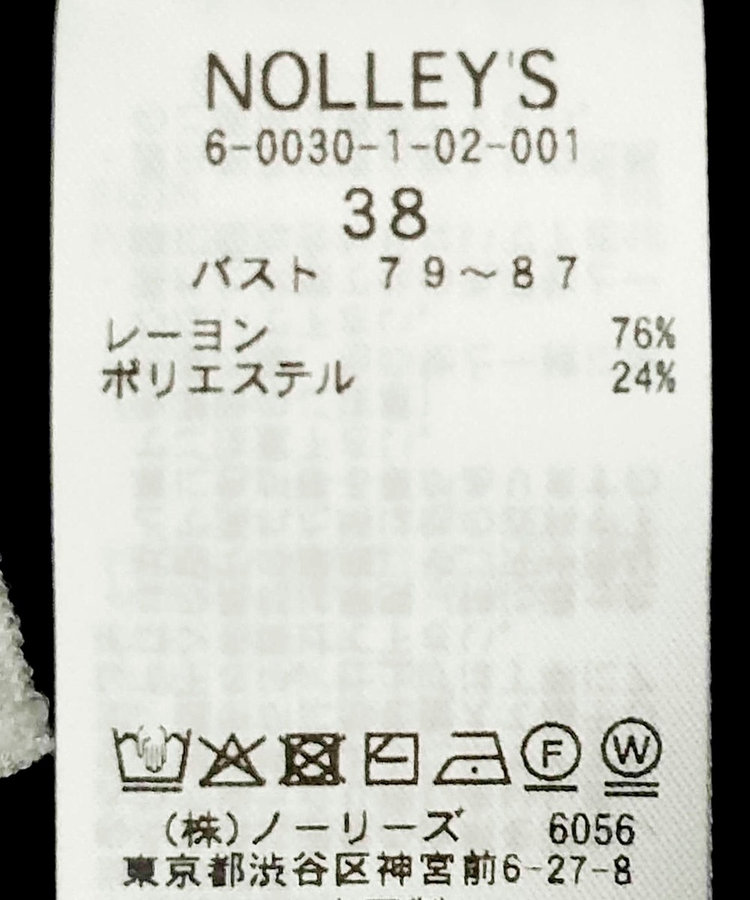 NOLLEY'S
6-0030-1-02-001
38
バスト 79～87
レーヨン 76%
ポリエステル 24%
F W
(株)ノーリーズ 6056
東京都渋谷区神宮前6-27-8